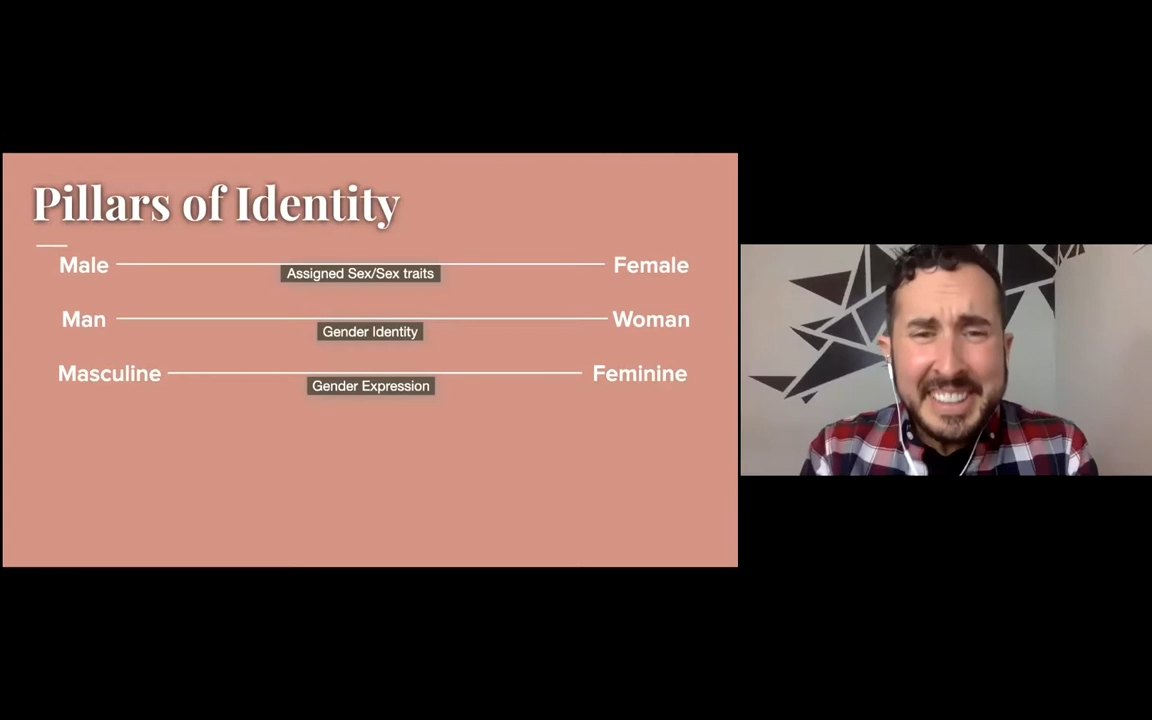 Pillars of Identity
Male Assigned Sex/Sex traits Female
Man Gender Identity Woman
Masculine Gender Expression Feminine